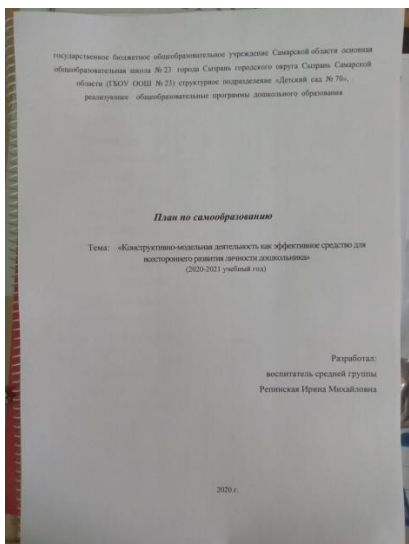 государственное бюджетное общеобразовательное учреждение Самарской области основная
общеобразовательная школа № 23 города Сызрань городского округа Сызрань Самарской
области (ГБОУ ООШ № 23) структурное подразделение «Детский сад № 70»,
реализующее общеобразовательные программы дошкольного образования
План по самообразованию
Тема: «Конструктивно-модельная деятельность как эффективное средство для
всестороннего развития личности дошкольника»
(2020-2021 учебный год)
Разработал:
воспитатель средней группы
Репинская Ирина Михайловна
2020 г.